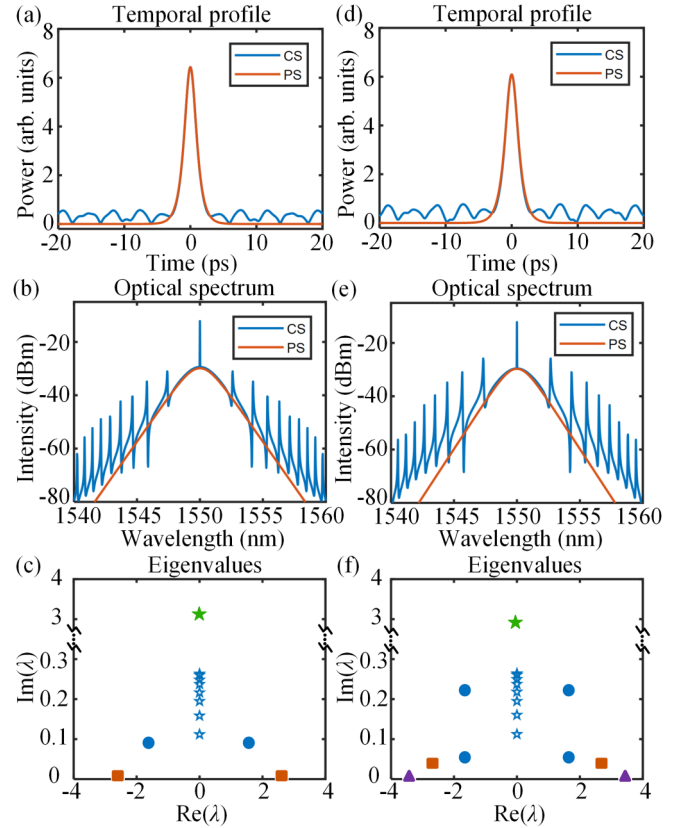 (a) Temporal profile
Power (arb. units)
8
6
4
2
0
CS
PS
-20 -10 0 10 20
Time (ps)
(d) Temporal profile
Power (arb. units)
8
6
4
2
0
CS
PS
-20 -10 0 10 20
Time (ps)
(b) Optical spectrum
Intensity (dBm)
-20
-40
-60
-80
CS
PS
1540 1545 1550 1555 1560
Wavelength (nm)
(e) Optical spectrum
Intensity (dBm)
-20
-40
-60
-80
CS
PS
1540 1545 1550 1555 1560
Wavelength (nm)
(c) Eigenvalues
Im(λ)
4
3
0.3
0.2
0.1
0
-4 -2 0 2 4
Re(λ)
(f) Eigenvalues
Im(λ)
4
3
0.3
0.2
0.1
0
-4 -2 0 2 4
Re(λ)